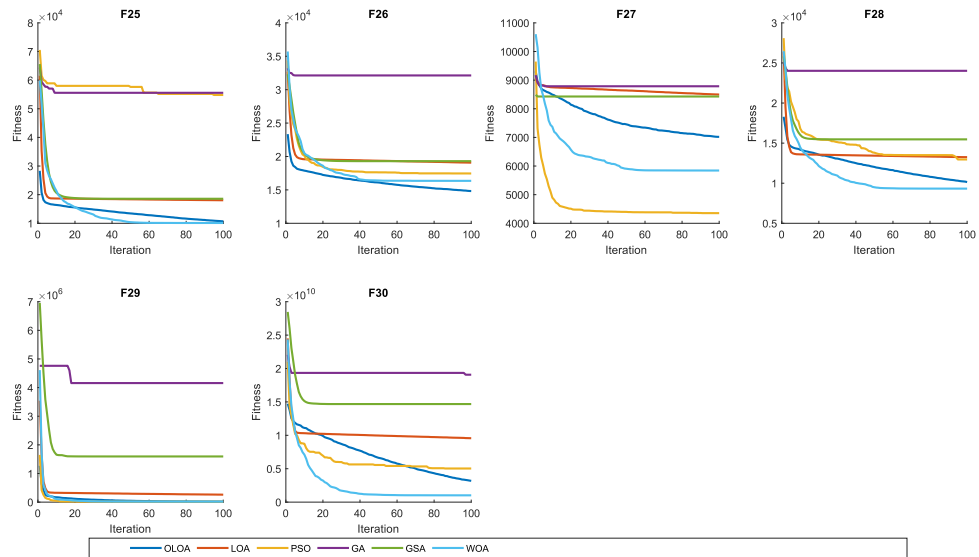 F25
×10^4
8
7
6
5
4
3
2
1
Fitness
0 20 40 60 80 100
Iteration
F26
×10^4
4
3.5
3
2.5
2
1.5
1
Fitness
0 20 40 60 80 100
Iteration
F27
11000
10000
9000
8000
7000
6000
5000
4000
Fitness
0 20 40 60 80 100
Iteration
F28
×10^4
3
2.5
2
1.5
1
0.5
Fitness
0 20 40 60 80 100
Iteration
F29
×10^6
7
6
5
4
3
2
1
0
Fitness
0 20 40 60 80 100
Iteration
F30
×10^10
3
2.5
2
1.5
1
0.5
0
Fitness
0 20 40 60 80 100
Iteration
OLOA LOA PSO GA GSA WOA